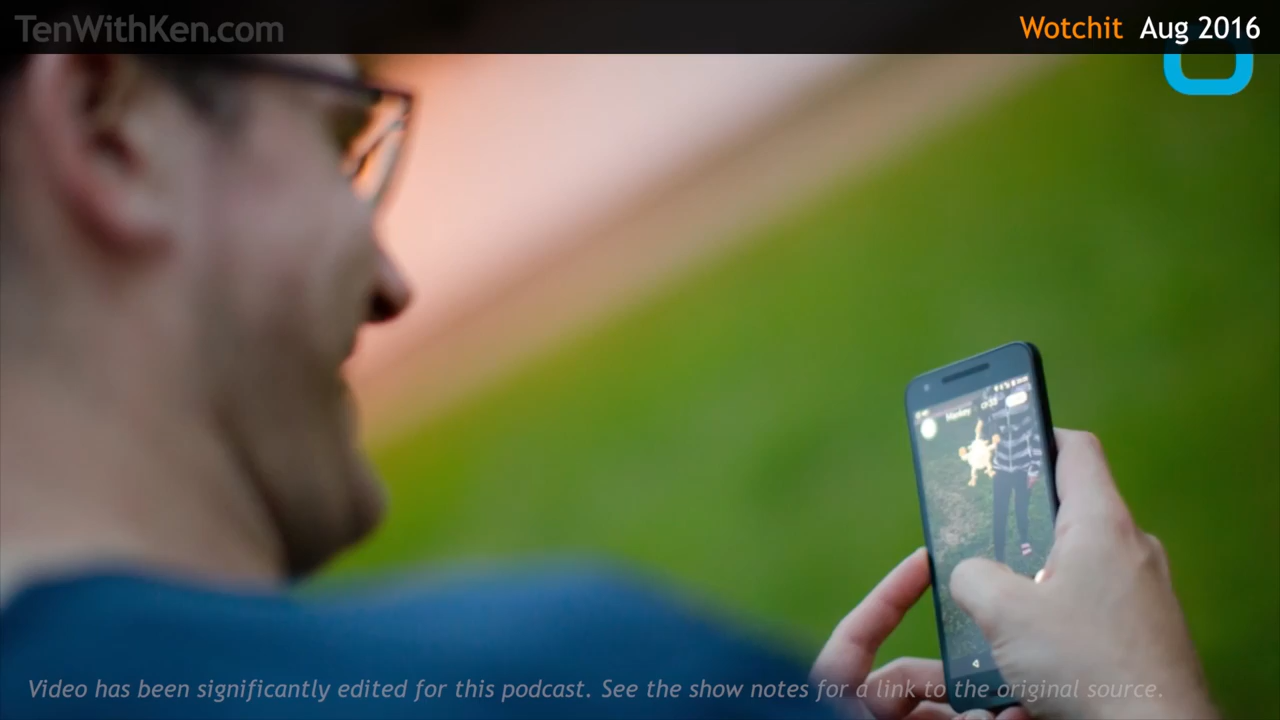 TenWithKen.com
Wotchit Aug 2016
Mankey
Video has been significantly edited for this podcast. See the show notes for a link to the original source.